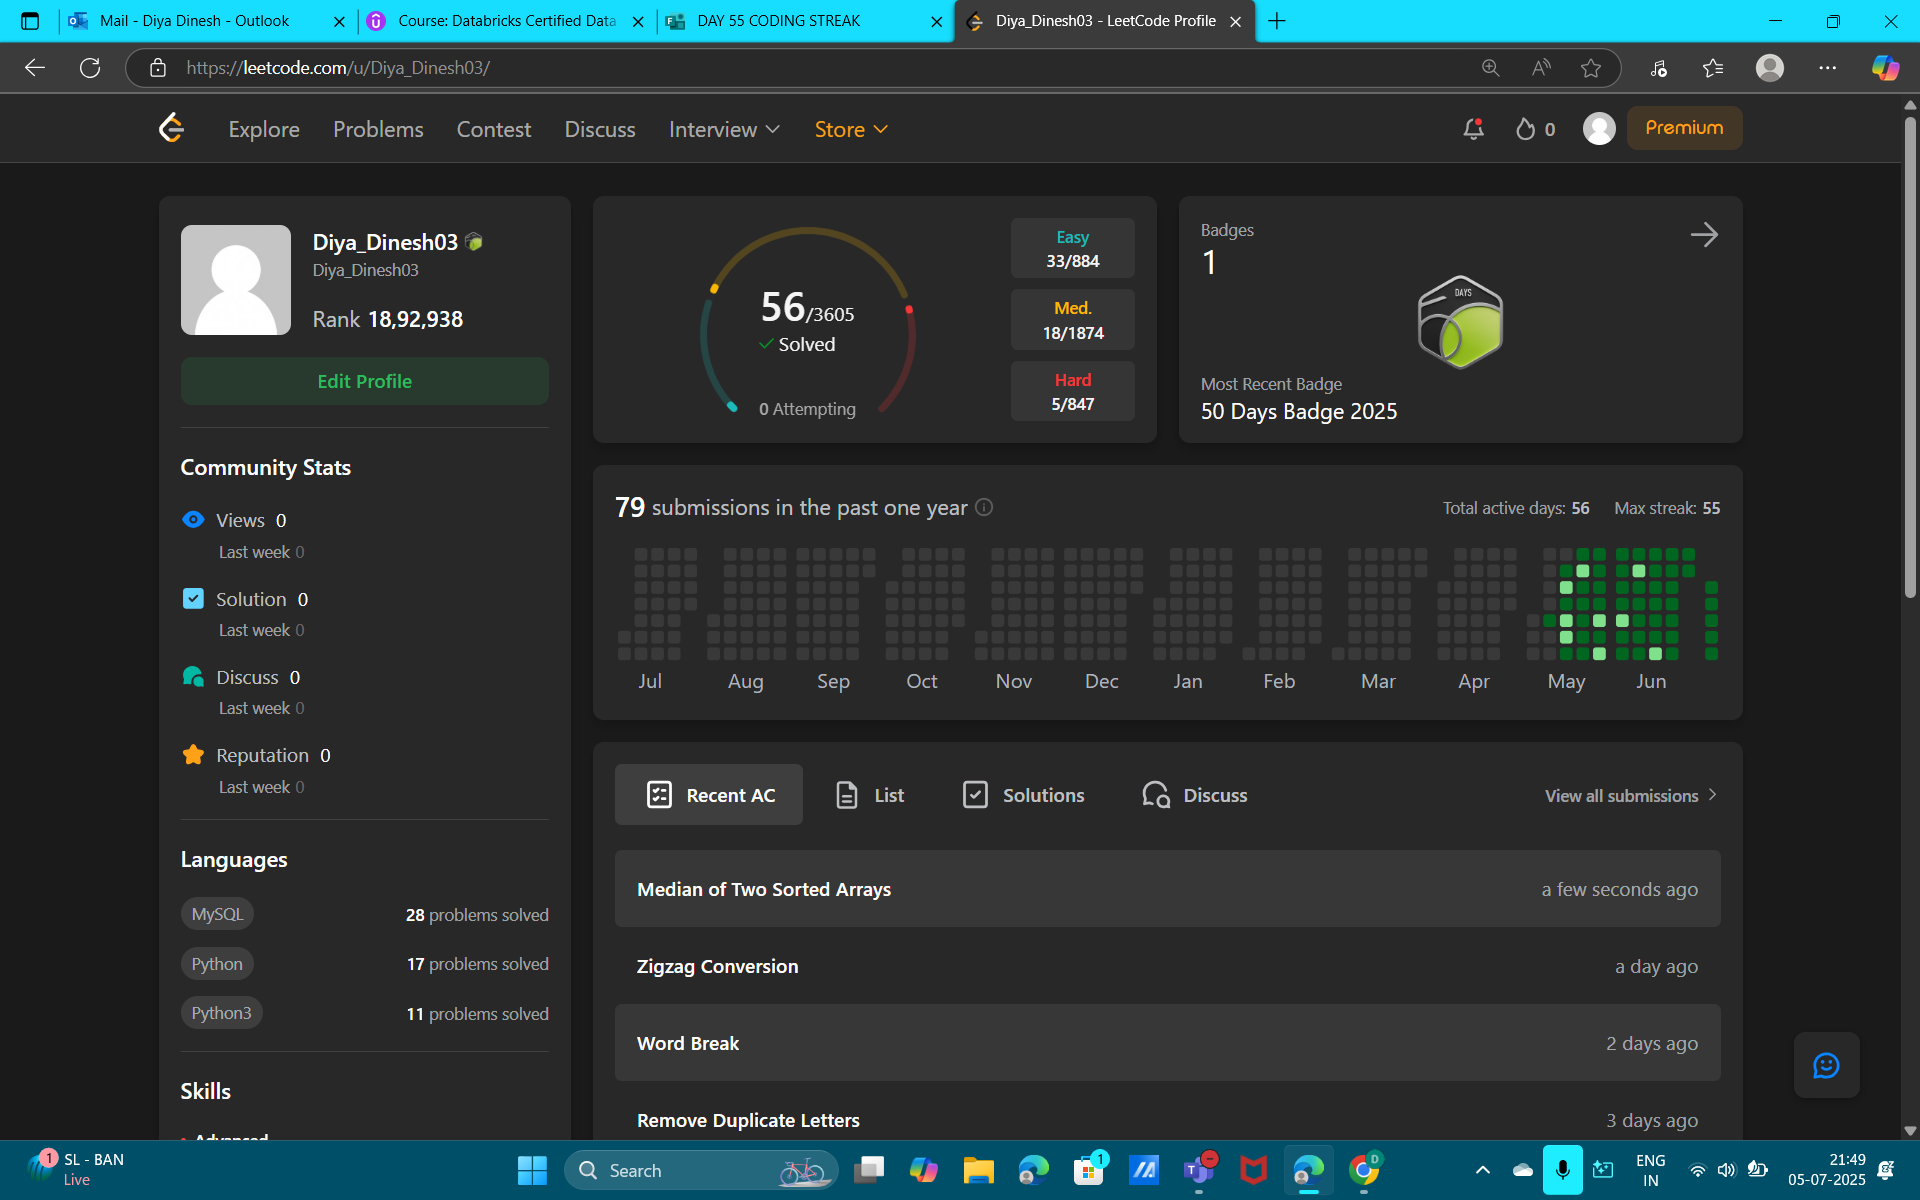 Mail - Diya Dinesh - Outlook
Course: Databricks Certified Data
DAY 55 CODING STREAK
Diya_Dinesh03 - LeetCode Profile
https://leetcode.com/u/Diya_Dinesh03/
Explore
Problems
Contest
Discuss
Interview
Store
0
Premium
Diya_Dinesh03
Diya_Dinesh03
Rank 18,92,938
Edit Profile
Community Stats
Views 0
Last week 0
Solution 0
Last week 0
Discuss 0
Last week 0
Reputation 0
Last week 0
Languages
MySQL
28 problems solved
Python
17 problems solved
Python3
11 problems solved
Skills
Advanced
56/3605
Solved
0 Attempting
Easy
33/884
Med.
18/1874
Hard
5/847
Badges
1
DAYS
Most Recent Badge
50 Days Badge 2025
79 submissions in the past one year
Total active days: 56
Max streak: 55
Jul
Aug
Sep
Oct
Nov
Dec
Jan
Feb
Mar
Apr
May
Jun
Recent AC
List
Solutions
Discuss
View all submissions
Median of Two Sorted Arrays
a few seconds ago
Zigzag Conversion
a day ago
Word Break
2 days ago
Remove Duplicate Letters
3 days ago
1
SL - BAN
Live
Search
1
D
ENG
IN
21:49
05-07-2025